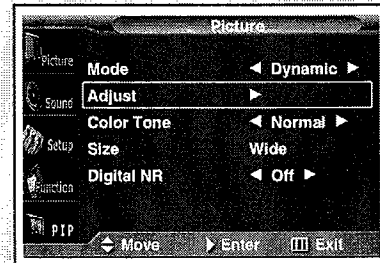 Picture
Picture
Mode ◀ Dynamic ▶
Adjust ▶
Sound
Color Tone ◀ Normal ▶
Setup
Size Wide
Digital NR ◀ Off ▶
Function
PIP
Move Enter Exit